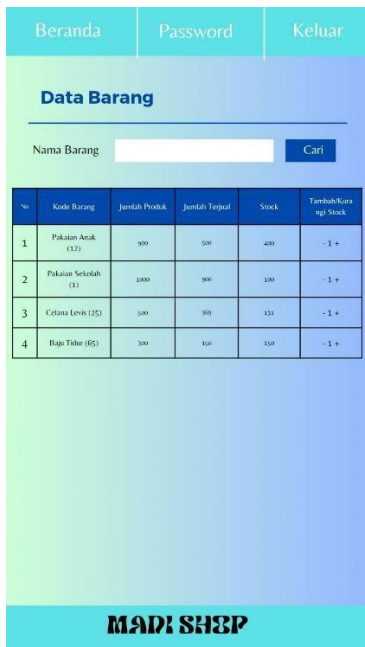 Beranda Password Keluar
Data Barang
Nama Barang Cari
No Kode Barang Jumlah Produk Jumlah Terjual Stock Tambah/Kura
ngi Stock
1 Pakaian Anak
(12) 900 500 400 - 1 +
2 Pakaian Sekolah
(1) 1000 900 100 - 1 +
3 Celana Levis (25) 500 369 131 - 1 +
4 Baju Tidur (65) 300 150 150 - 1 +
MADI SHOP